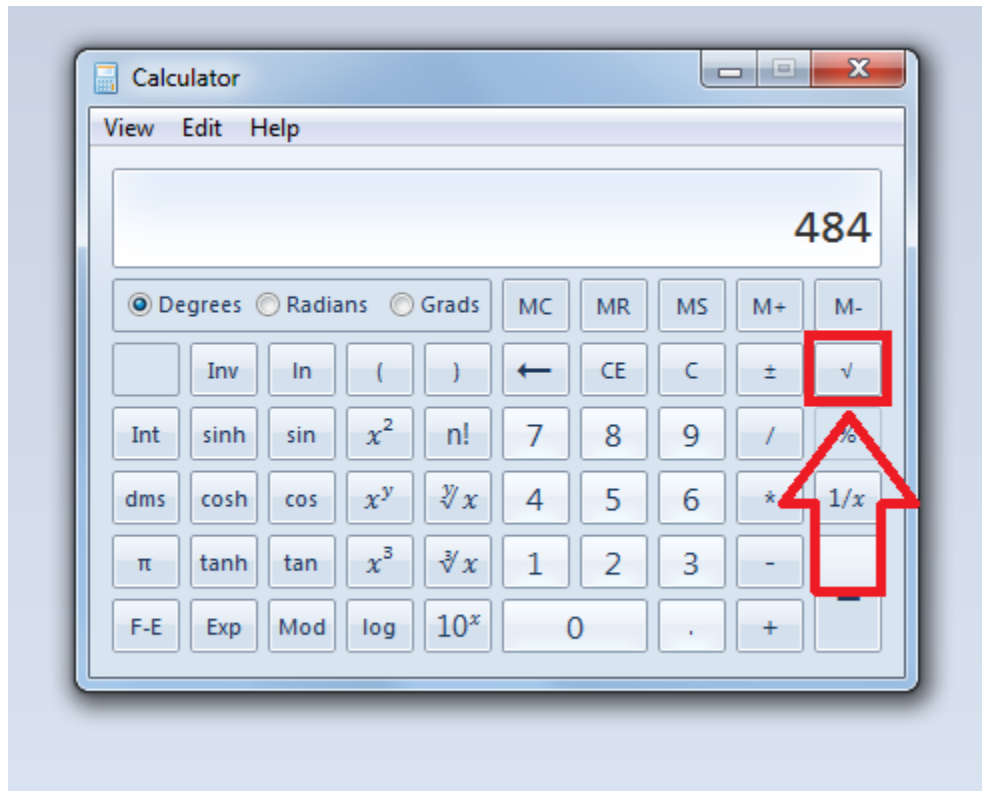 Calculator
View Edit Help
484
Degrees Radians Grads MC MR MS M+ M-
Inv ln ( ) ← CE C ± √
Int sinh sin x² n! 7 8 9 / %
dms cosh cos xʸ ʸ√x 4 5 6 * 1/x
π tanh tan x³ ³√x 1 2 3 -
F-E Exp Mod log 10ˣ 0 . +